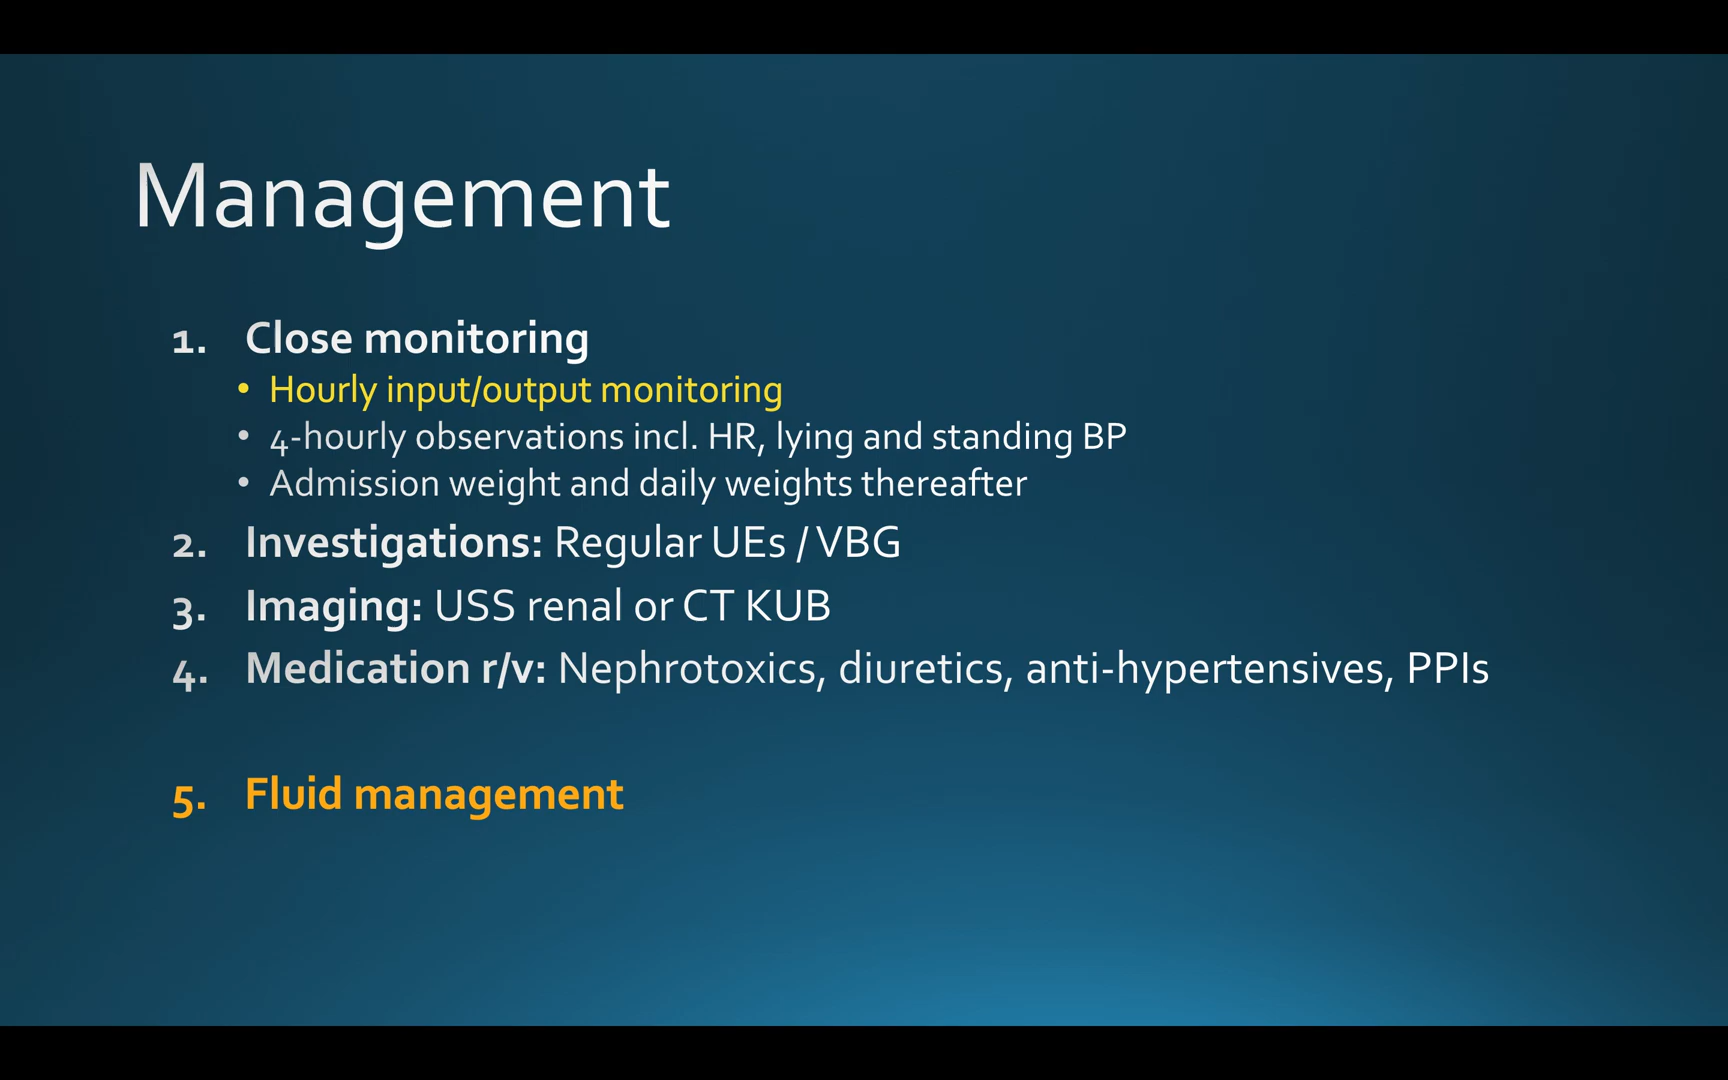 Management
1. Close monitoring
• Hourly input/output monitoring
• 4-hourly observations incl. HR, lying and standing BP
• Admission weight and daily weights thereafter
2. Investigations: Regular UEs / VBG
3. Imaging: USS renal or CT KUB
4. Medication r/v: Nephrotoxics, diuretics, anti-hypertensives, PPIs
5. Fluid management